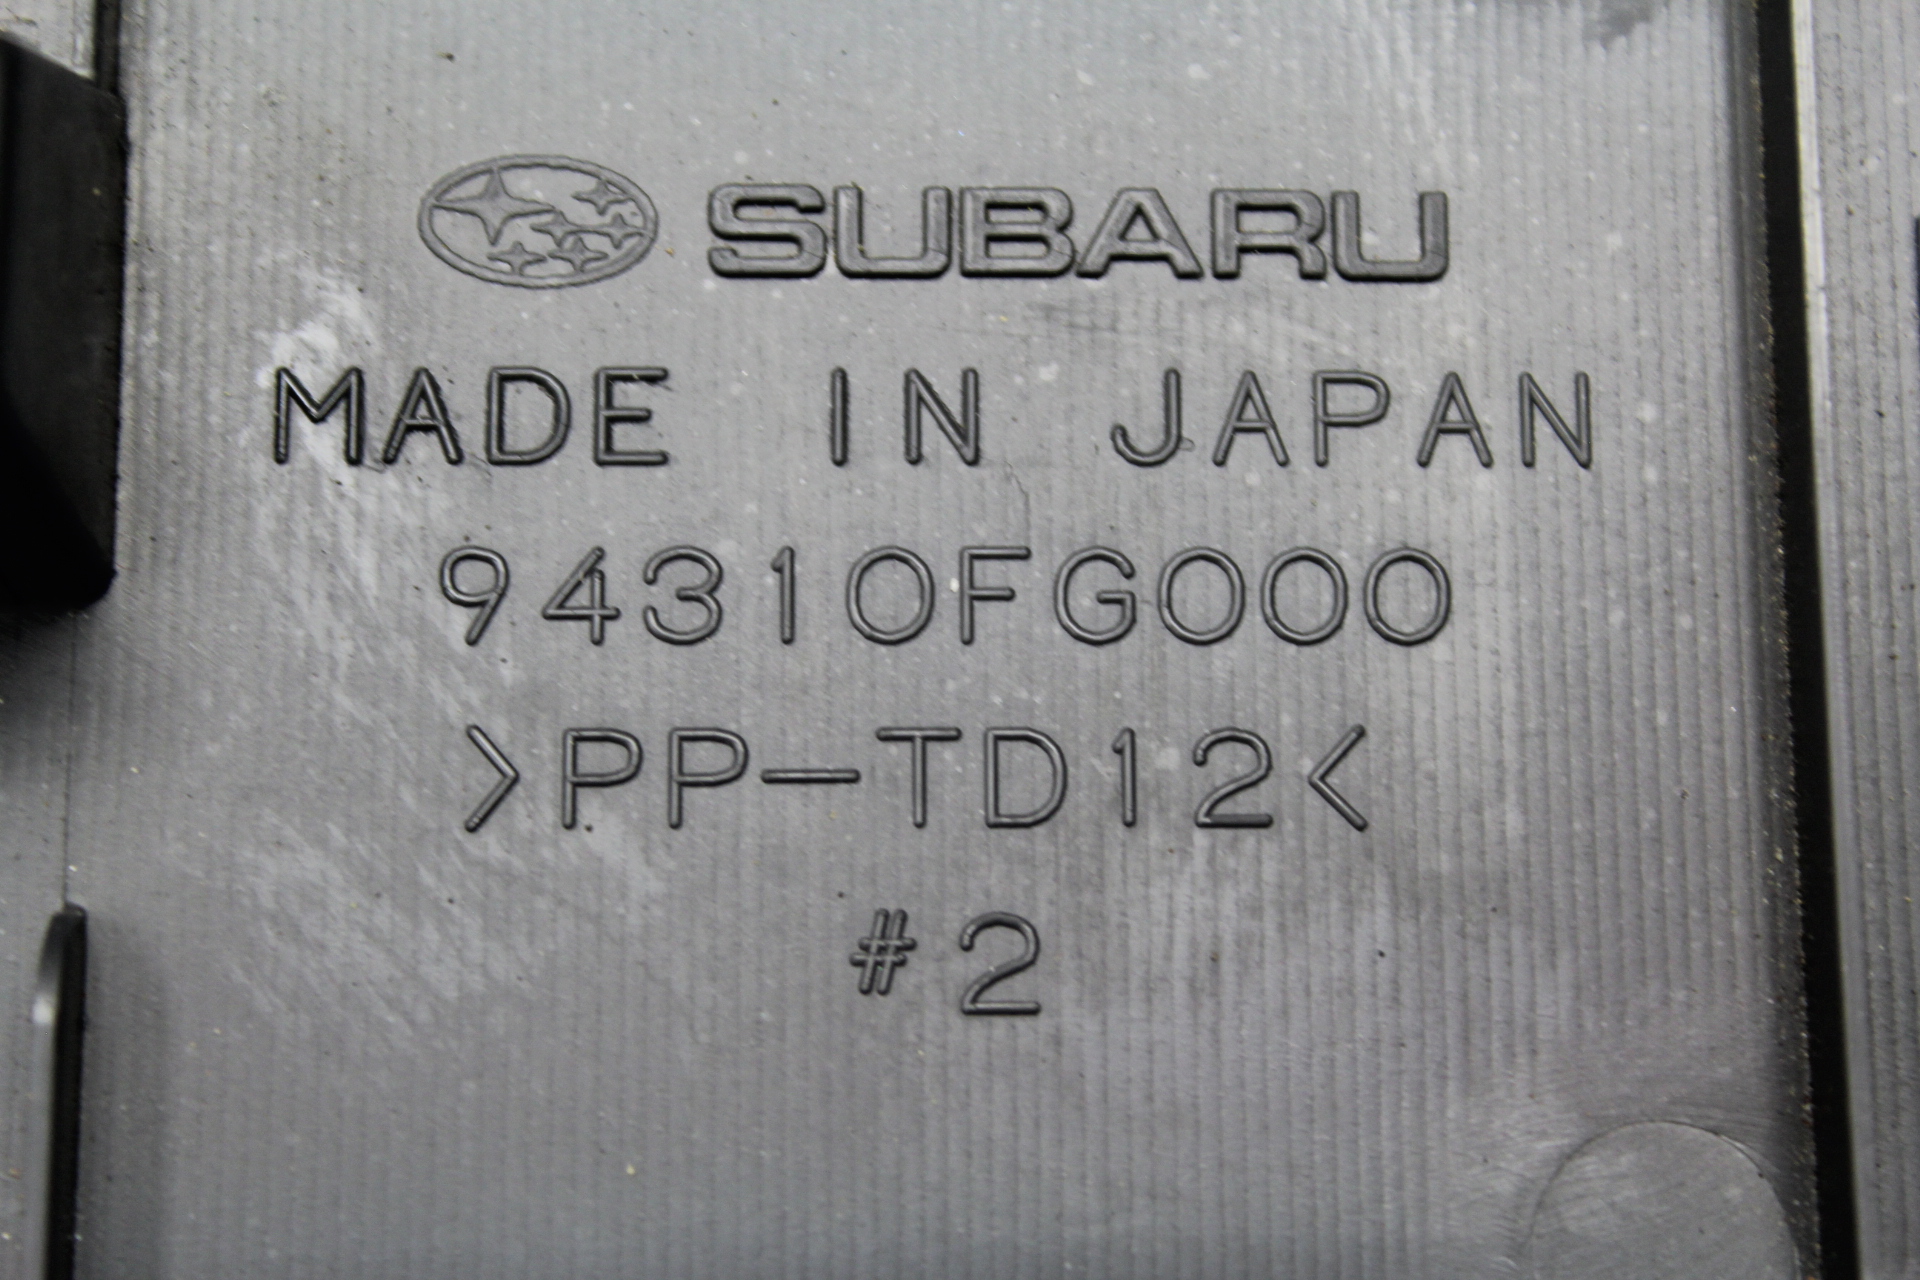 SUBARU
MADE IN JAPAN
94310FG000
>PP-TD12<
#2